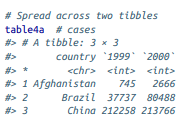 # Spread across two tibbles
table4a # cases
#> # A tibble: 3 × 3
#> country `1999` `2000`
#> * <chr> <int> <int>
#> 1 Afghanistan 745 2666
#> 2 Brazil 37737 80488
#> 3 China 212258 213766